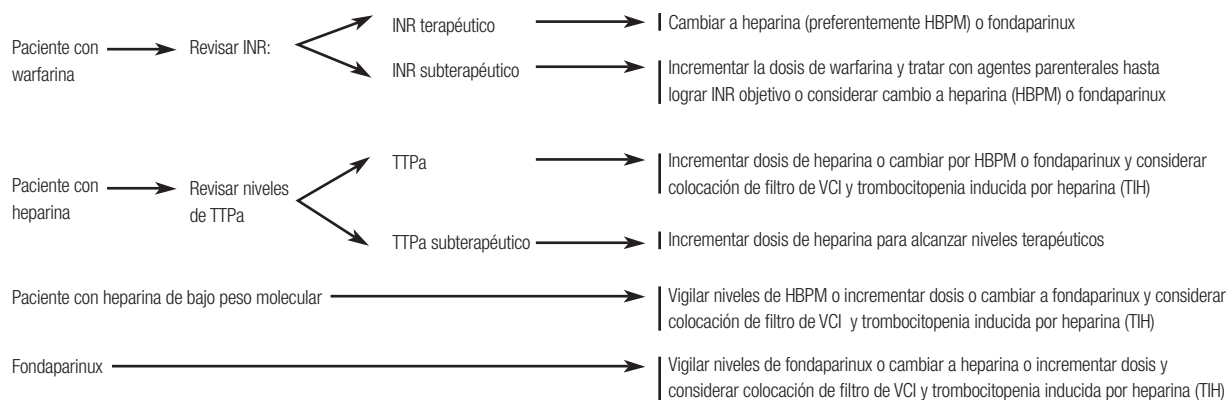 Paciente con
warfarina
Revisar INR:
INR terapéutico
Cambiar a heparina (preferentemente HBPM) o fondaparinux
INR subterapéutico
Incrementar la dosis de warfarina y tratar con agentes parenterales hasta
lograr INR objetivo o considerar cambio a heparina (HBPM) o fondaparinux
Paciente con
heparina
Revisar niveles
de TTPa
TTPa
Incrementar dosis de heparina o cambiar por HBPM o fondaparinux y considerar
colocación de filtro de VCI y trombocitopenia inducida por heparina (TIH)
TTPa subterapéutico
Incrementar dosis de heparina para alcanzar niveles terapéuticos
Paciente con heparina de bajo peso molecular
Vigilar niveles de HBPM o incrementar dosis o cambiar a fondaparinux y considerar
colocación de filtro de VCI y trombocitopenia inducida por heparina (TIH)
Fondaparinux
Vigilar niveles de fondaparinux o cambiar a heparina o incrementar dosis y
considerar colocación de filtro de VCI y trombocitopenia inducida por heparina (TIH)